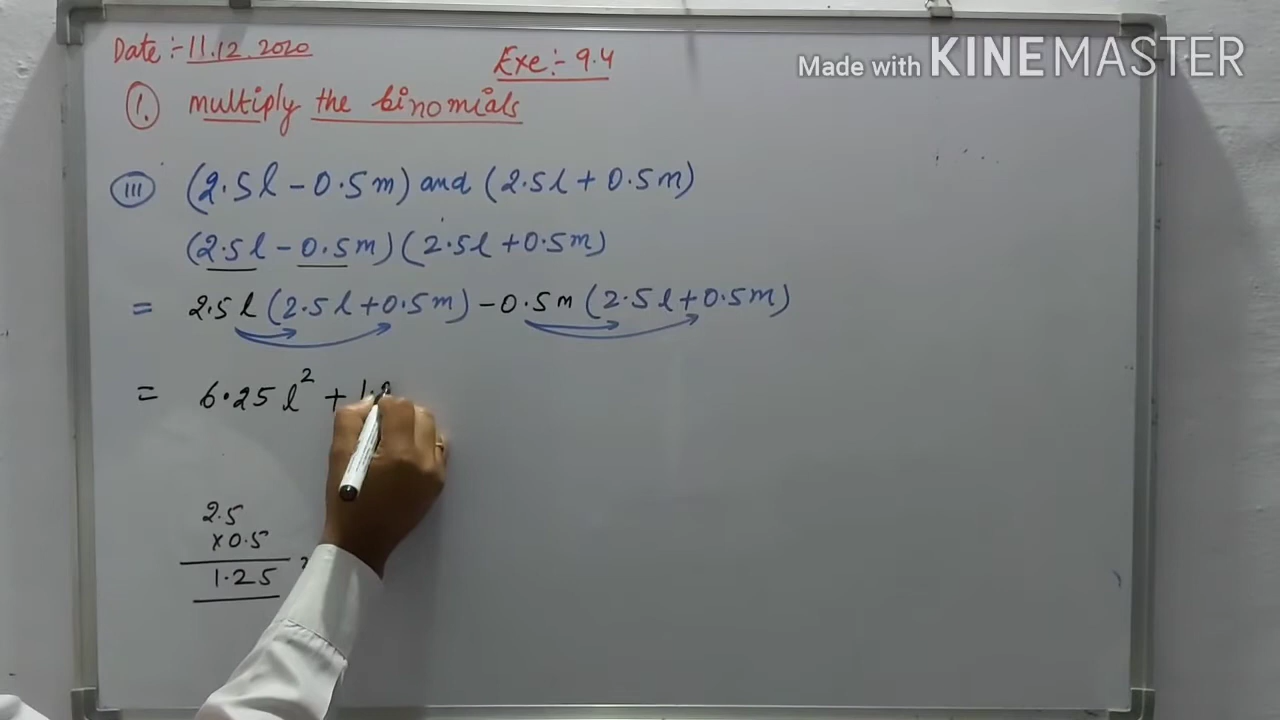 Date :- 11.12.2020
Exe :- 9.4
Made with KINEMASTER
1. multiply the binomials
III (2.5l - 0.5m) and (2.5l + 0.5m)
(2.5l - 0.5m) (2.5l + 0.5m)
= 2.5l (2.5l + 0.5m) - 0.5m (2.5l + 0.5m)
= 6.25l² + 1.
2.5
x 0.5
1.25